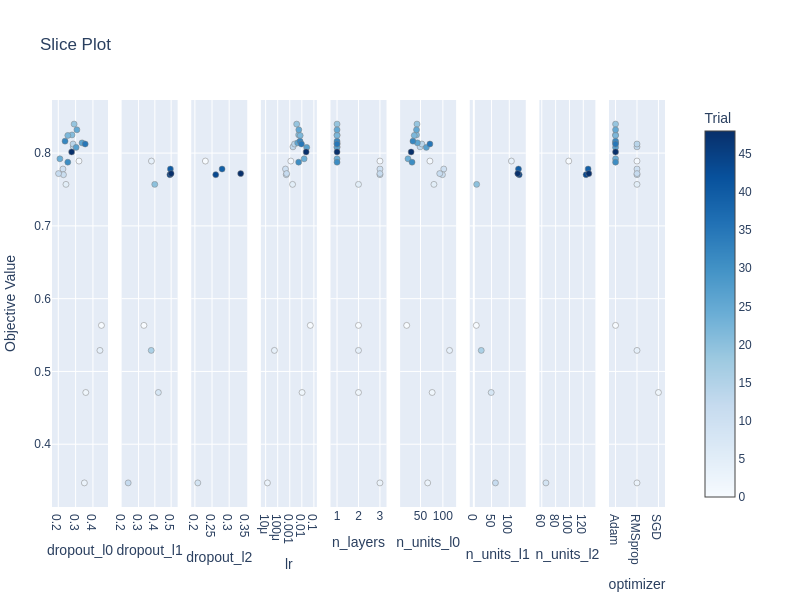 Slice Plot
Trial
Objective Value
0.8
0.7
0.6
0.5
0.4
0.2 0.3 0.4
dropout_l0
0.2 0.3 0.4 0.5
dropout_l1
0.2 0.25 0.3 0.35
dropout_l2
10μ 100μ 0.001 0.01 0.1
lr
1 2 3
n_layers
50 100
n_units_l0
0 50 100
n_units_l1
60 80 100 120
n_units_l2
Adam RMSprop SGD
optimizer
45
40
35
30
25
20
15
10
5
0